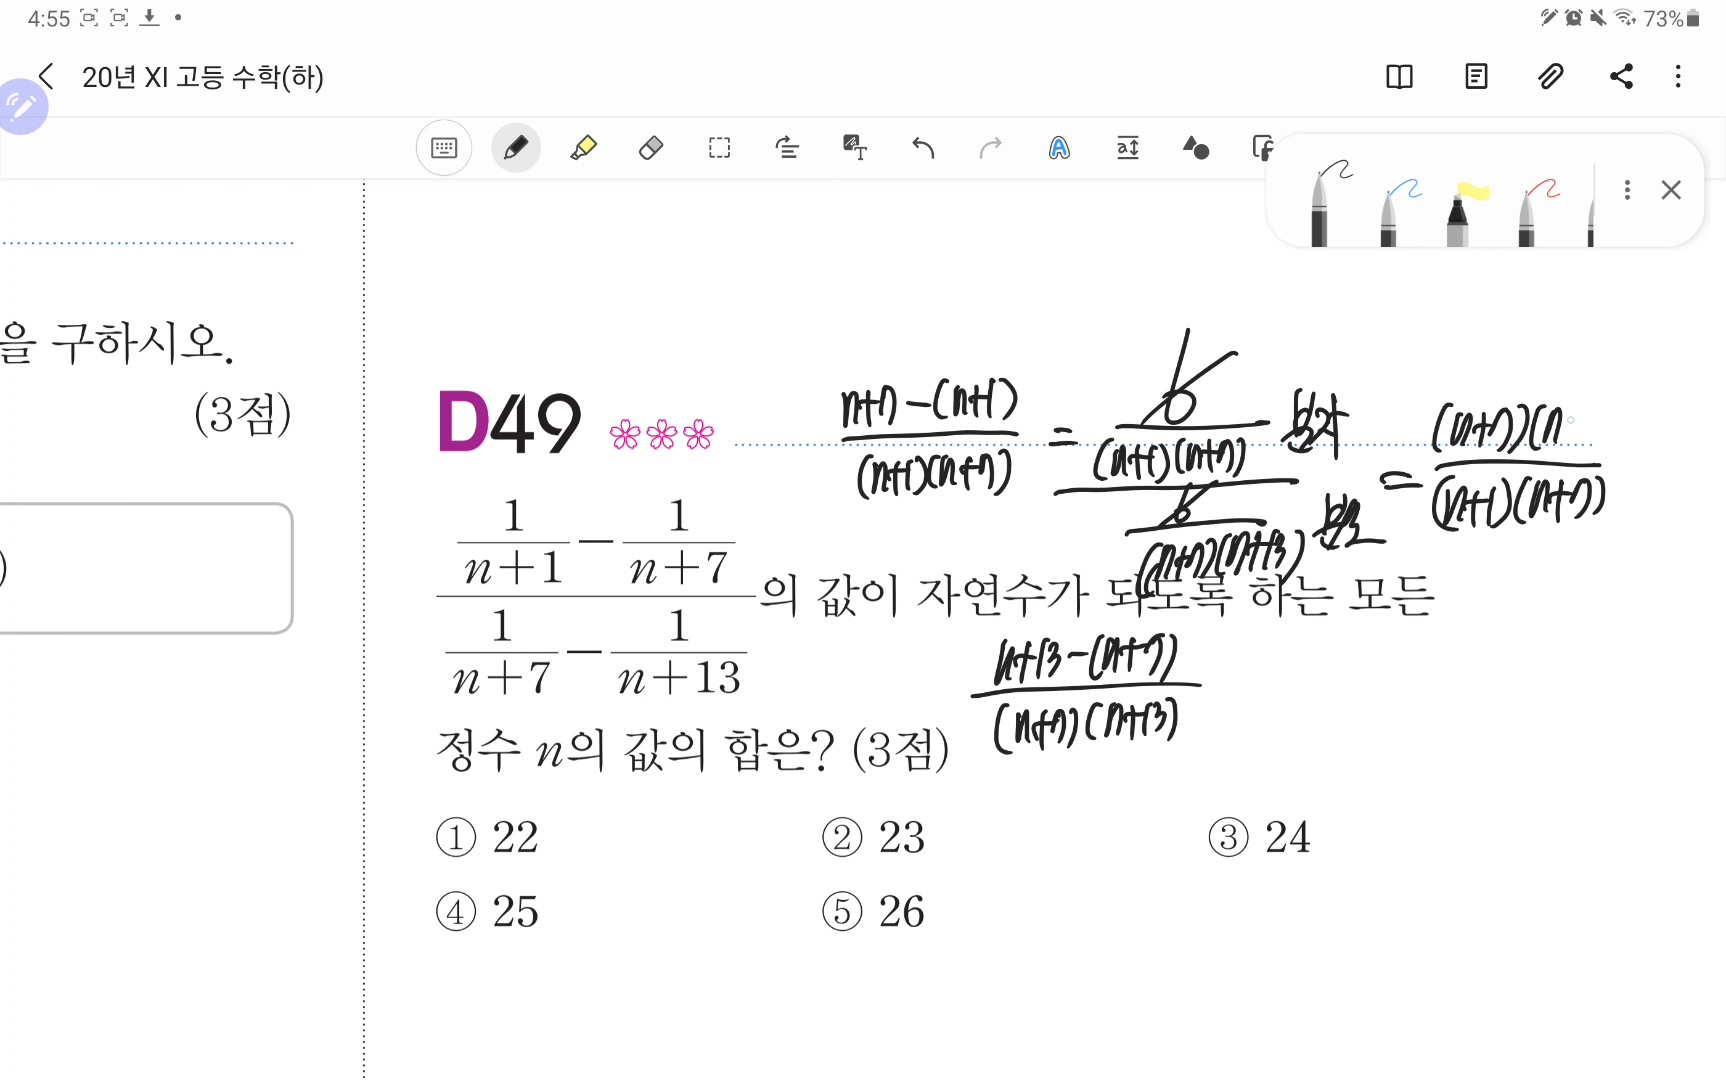 4:55
73%
20년 XI 고등 수학(하)
을 구하시오.
(3점)
)
D49
n+7-(n+1) / (n+1)(n+7) = 6 / (n+1)(n+7) 분자 / 6 / (n+7)(n+13) 분모 = (n+7)(n / (n+1)(n+7)
1/(n+1) − 1/(n+7)
1/(n+7) − 1/(n+13)
의 값이 자연수가 되도록 하는 모든
n+13-(n+7) / (n+7)(n+13)
정수 n의 값의 합은? (3점)
① 22 ② 23 ③ 24
④ 25 ⑤ 26